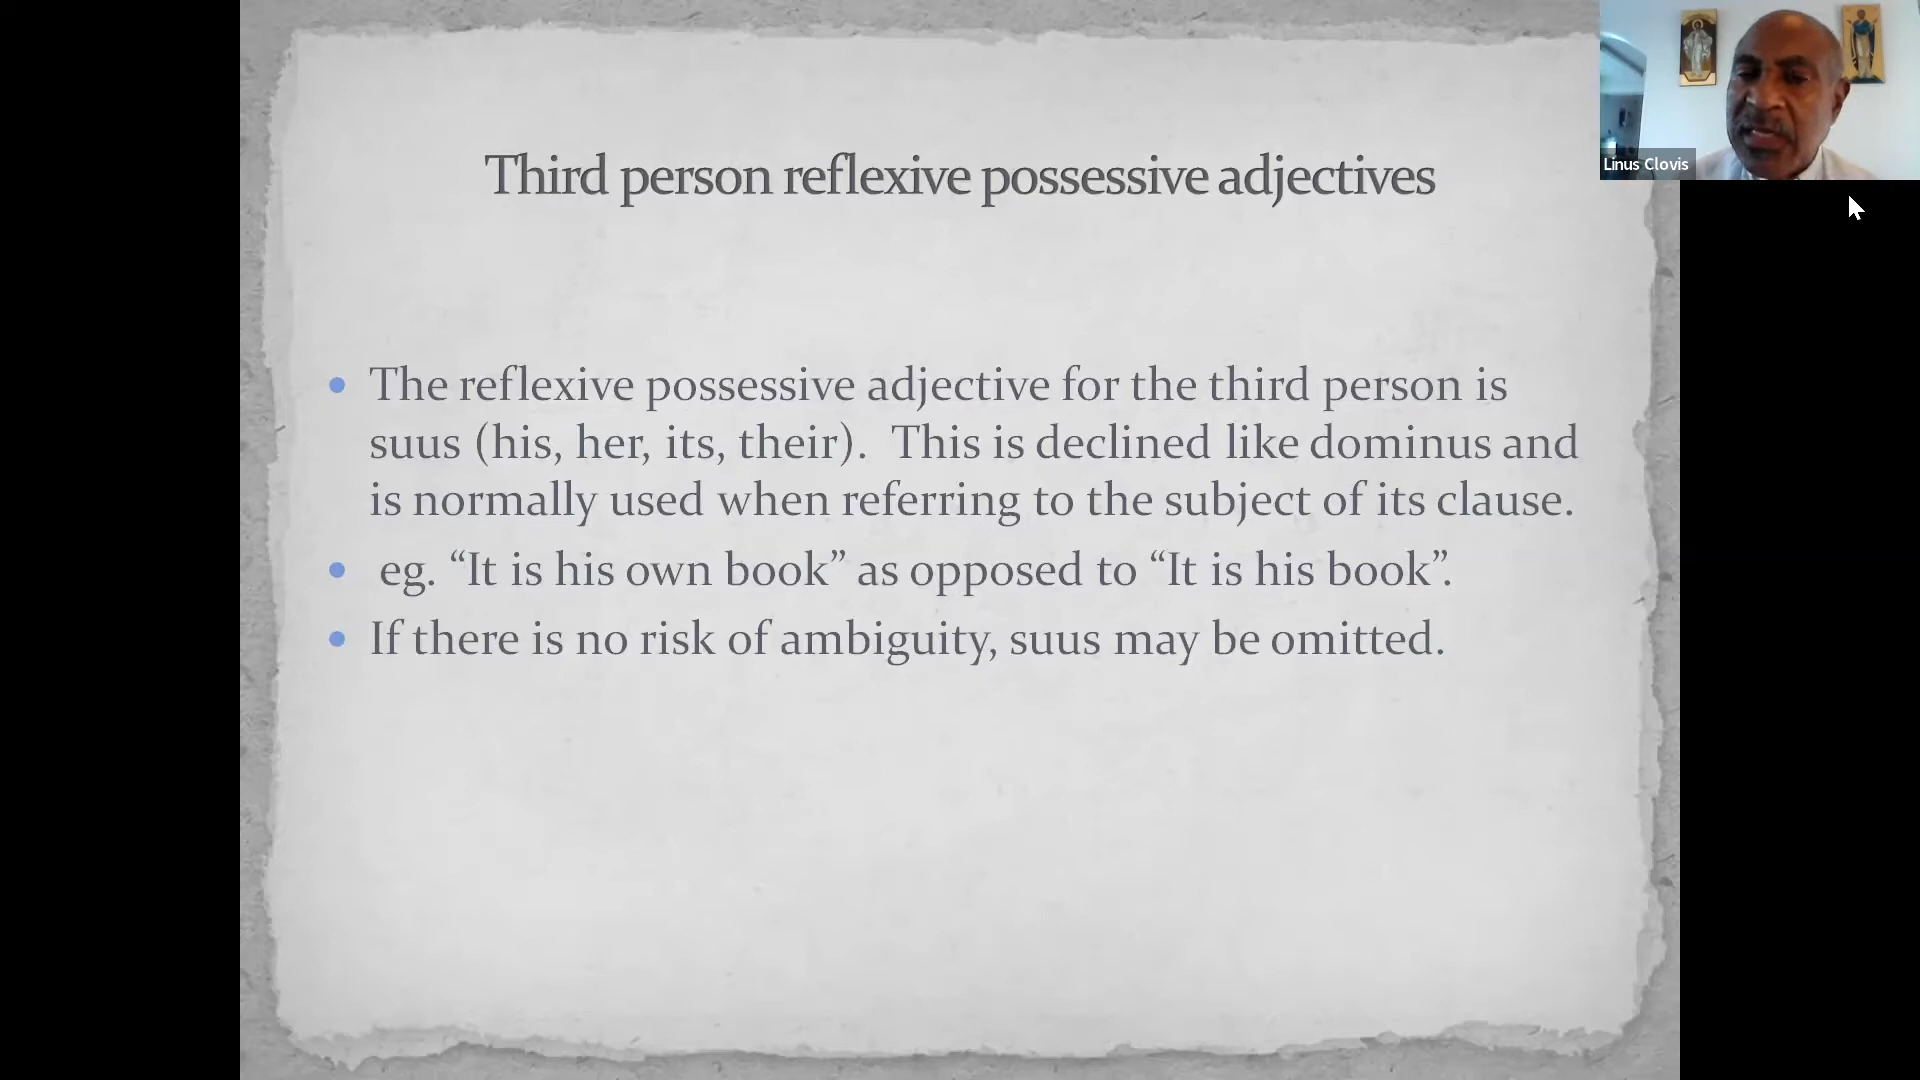 Linus Clovis
Third person reflexive possessive adjectives
The reflexive possessive adjective for the third person is
suus (his, her, its, their).  This is declined like dominus and
is normally used when referring to the subject of its clause.
eg. “It is his own book” as opposed to “It is his book”.
If there is no risk of ambiguity, suus may be omitted.